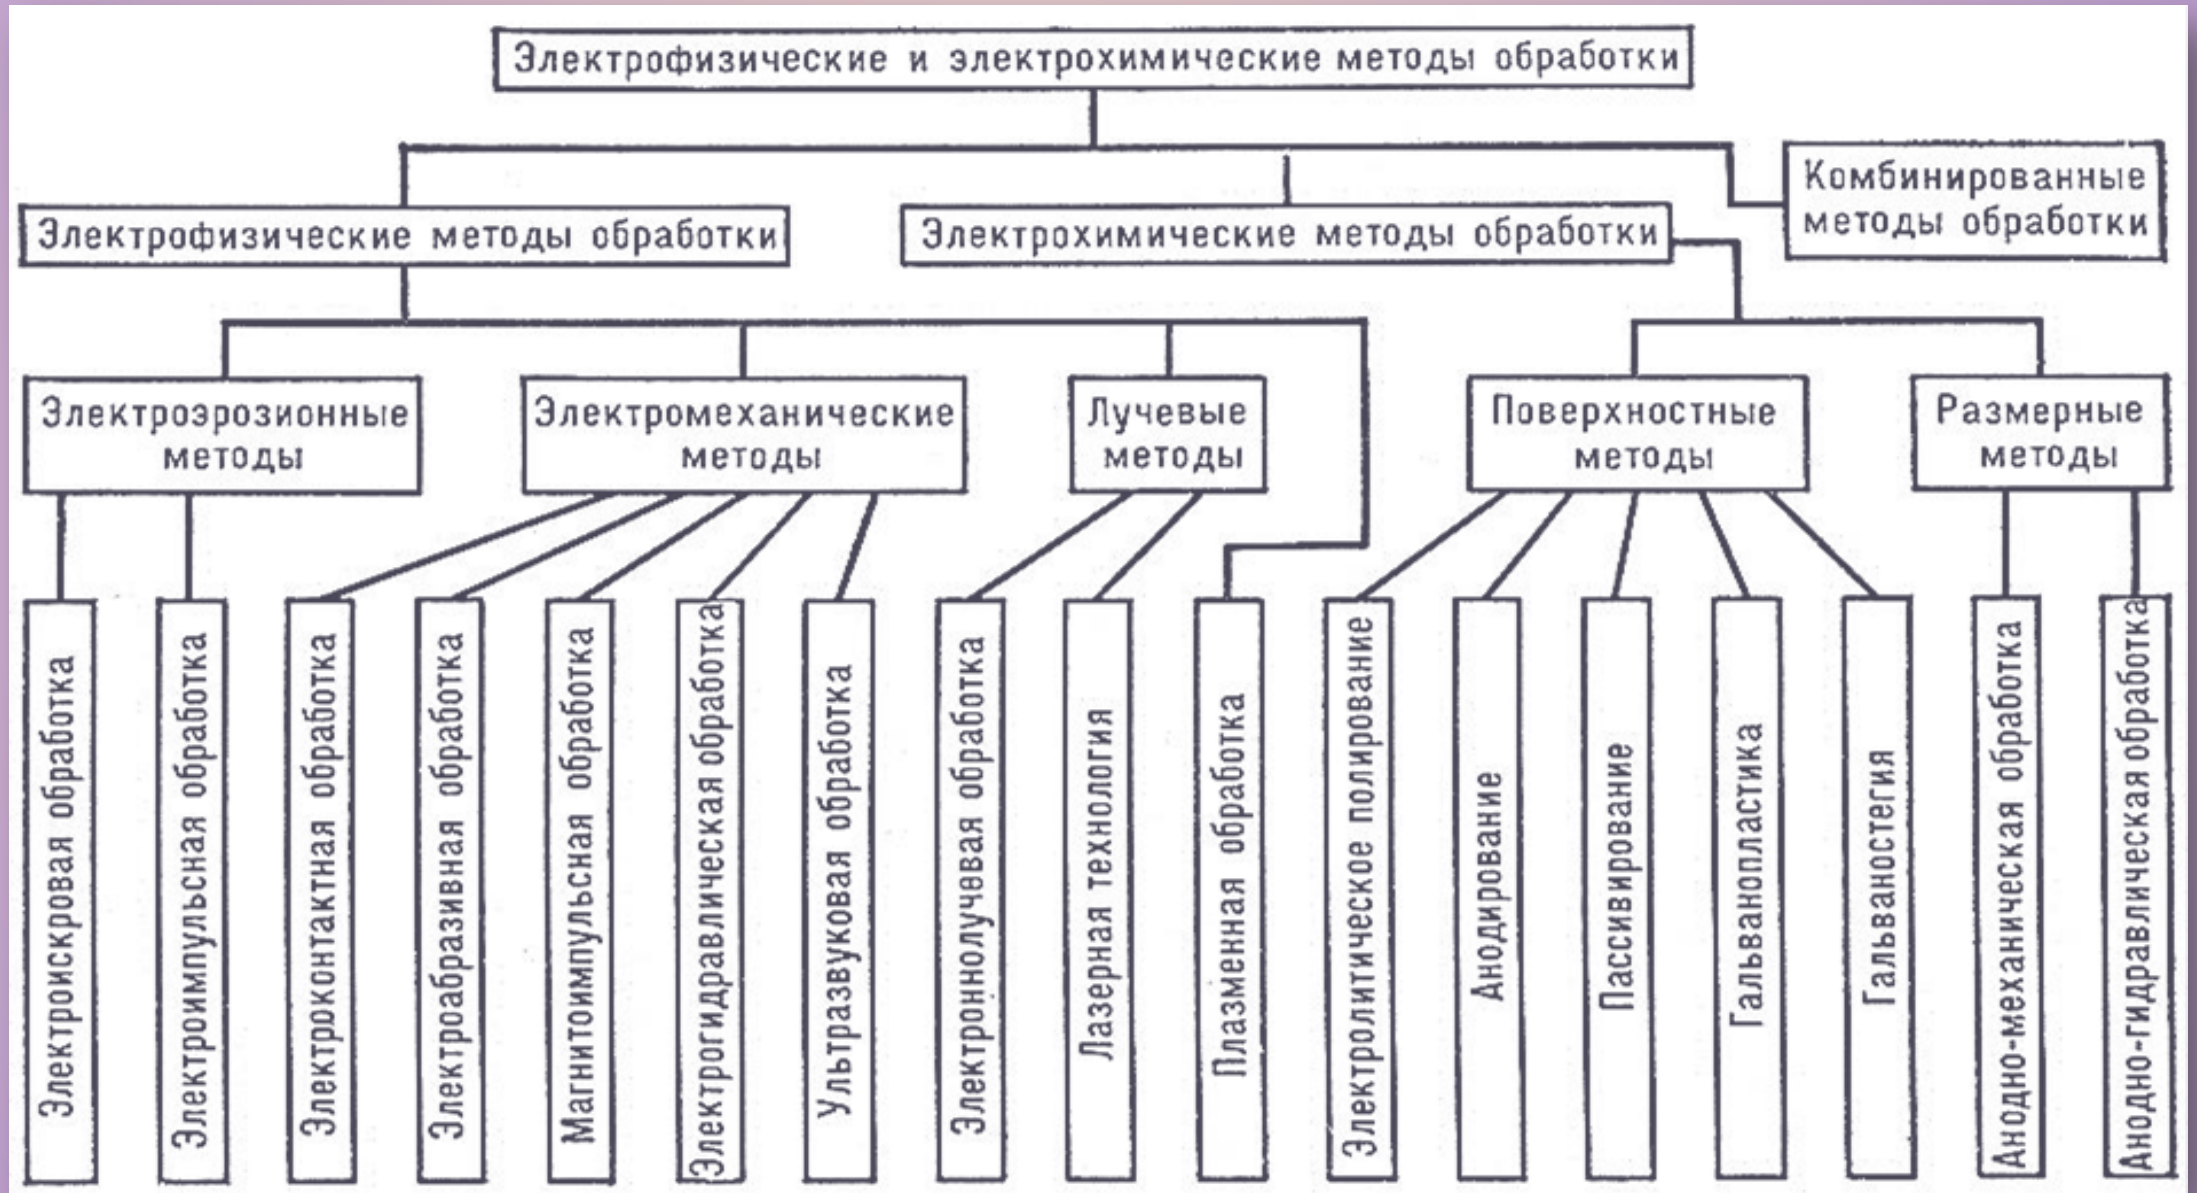 Электрофизические и электрохимические методы обработки
Комбинированные
методы обработки
Электрофизические методы обработки
Электрохимические методы обработки
Электроэрозионные
методы
Электромеханические
методы
Лучевые
методы
Поверхностные
методы
Размерные
методы
Электроискровая обработка
Электроимпульсная обработка
Электроконтактная обработка
Электроабразивная обработка
Магнитоимпульсная обработка
Электрогидравлическая обработка
Ультразвуковая обработка
Электроннолучевая обработка
Лазерная технология
Плазменная обработка
Электролитическое полирование
Анодирование
Пассивирование
Гальванопластика
Гальваностегия
Анодно-механическая обработка
Анодно-гидравлическая обработка